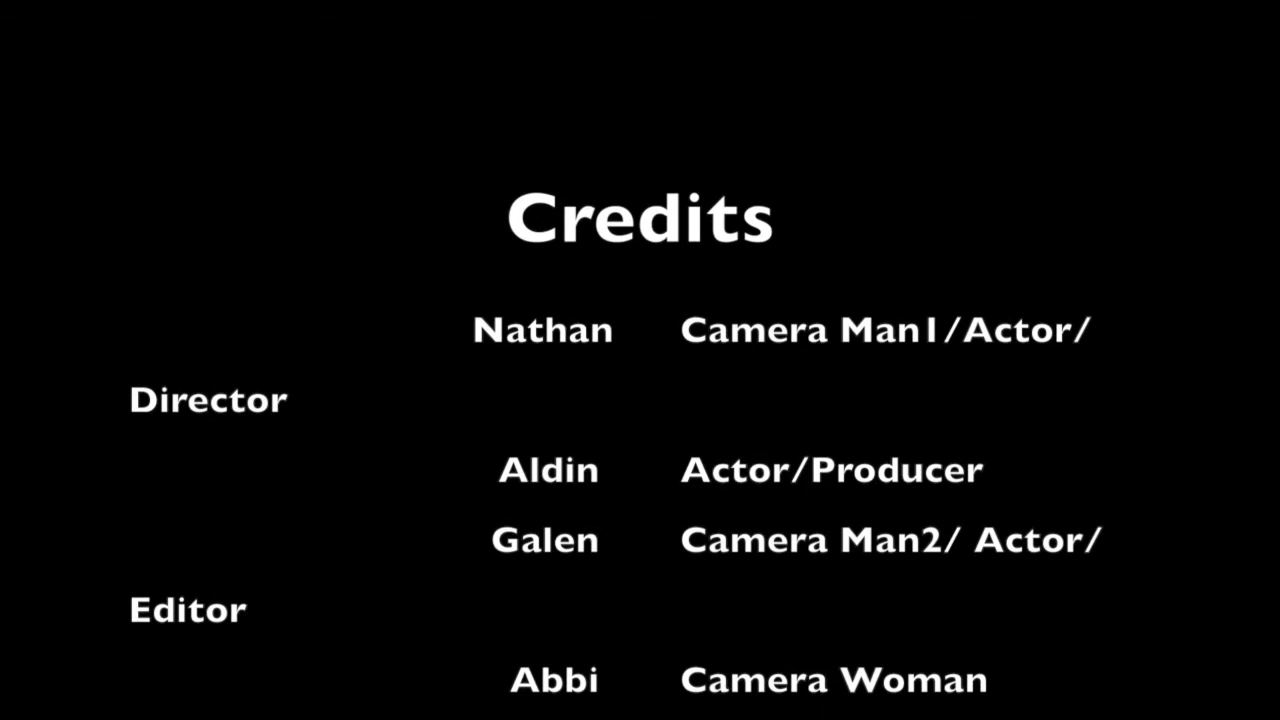 Credits
Nathan Camera Man1/Actor/
Director
Aldin Actor/Producer
Galen Camera Man2/ Actor/
Editor
Abbi Camera Woman